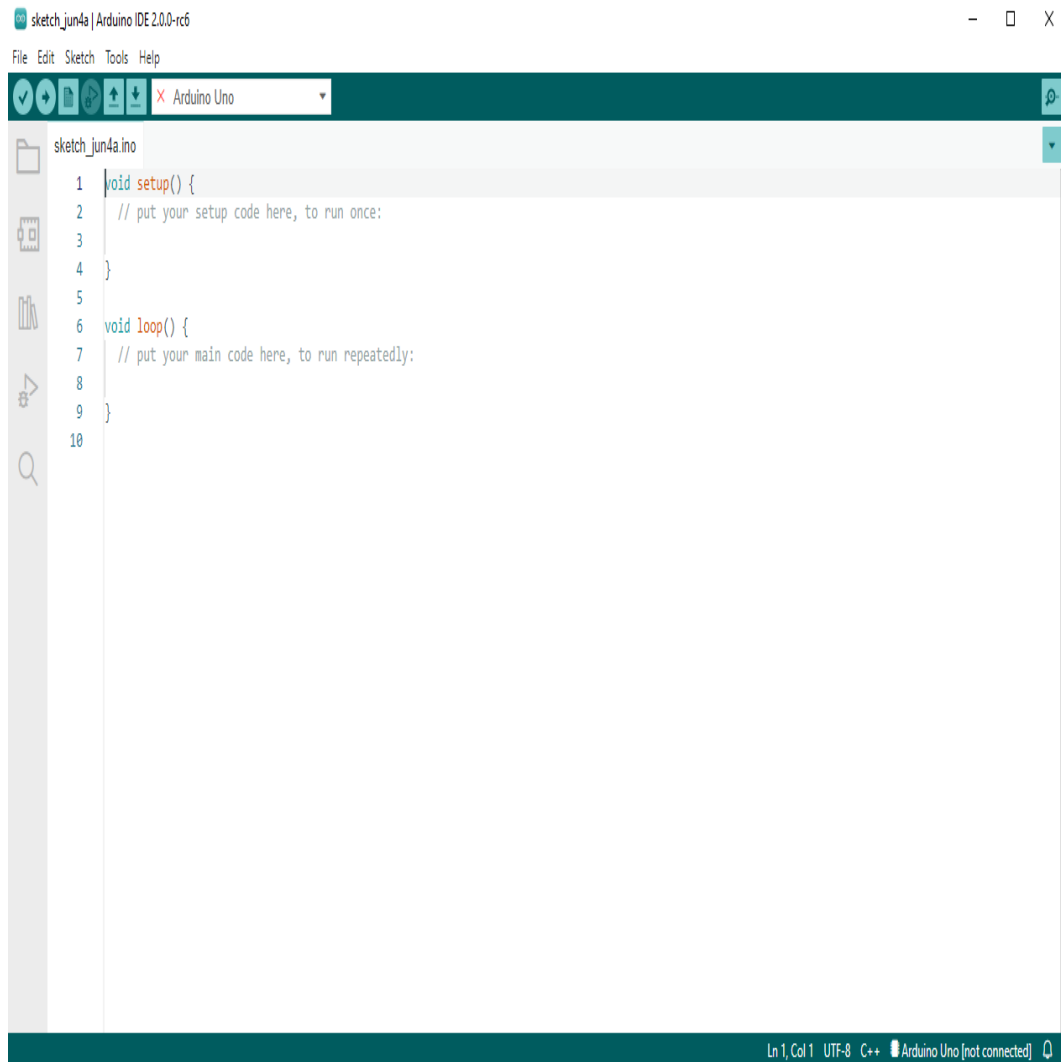 sketch_jun4a | Arduino IDE 2.0.0-rc6
File Edit Sketch Tools Help
Arduino Uno
sketch_jun4a.ino
1 void setup() {
2 // put your setup code here, to run once:
3
4 }
5
6 void loop() {
7 // put your main code here, to run repeatedly:
8
9 }
10
Ln 1, Col 1 UTF-8 C++ Arduino Uno [not connected]